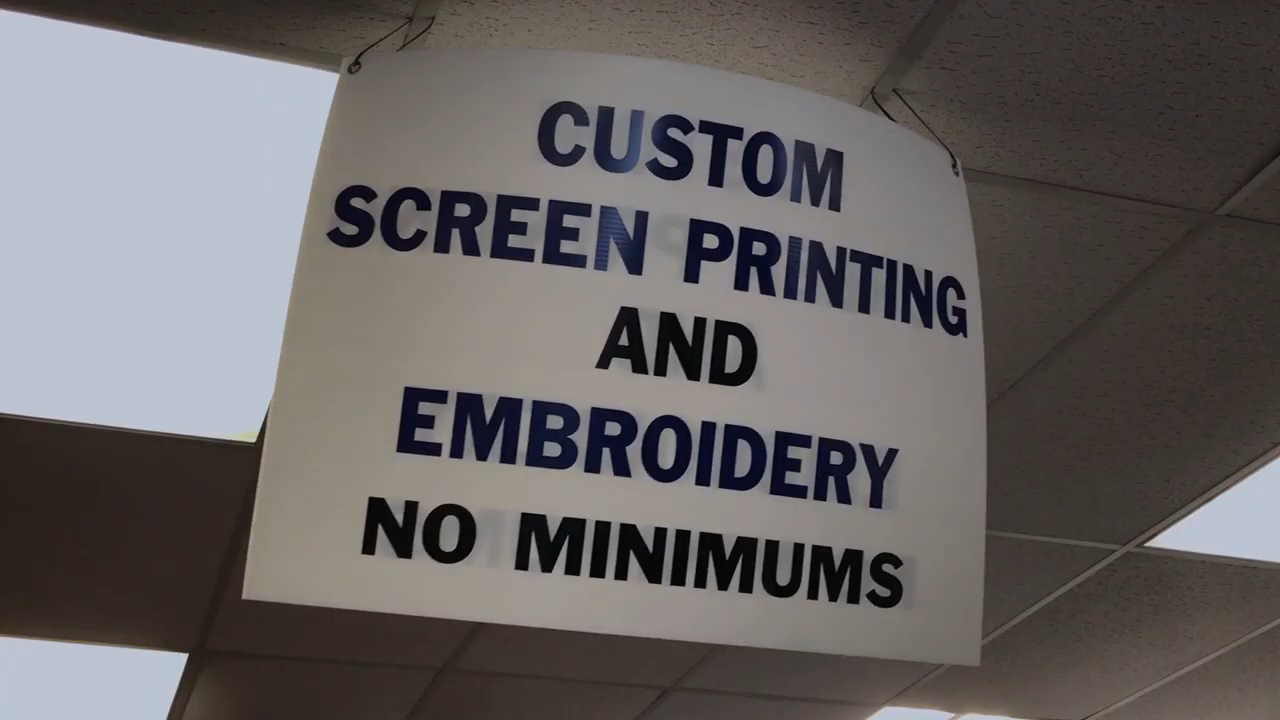 CUSTOM
SCREEN PRINTING
AND
EMBROIDERY
NO MINIMUMS